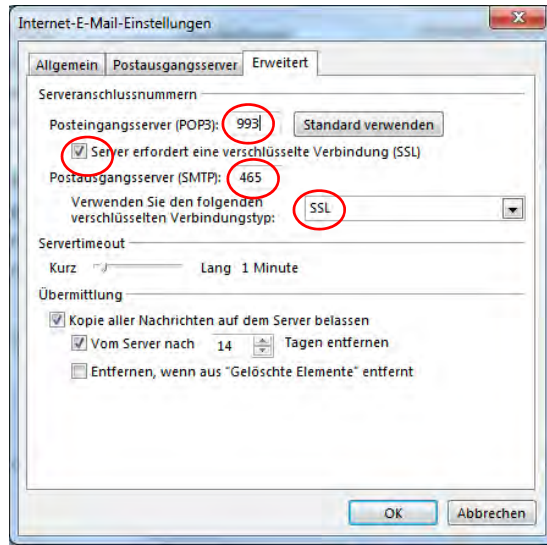 Internet-E-Mail-Einstellungen
Allgemein Postausgangsserver Erweitert
Serveranschlussnummern
Posteingangsserver (POP3): 993 Standard verwenden
Server erfordert eine verschlüsselte Verbindung (SSL)
Postausgangsserver (SMTP): 465
Verwenden Sie den folgenden
verschlüsselten Verbindungstyp: SSL
Servertimeout
Kurz Lang 1 Minute
Übermittlung
Kopie aller Nachrichten auf dem Server belassen
Vom Server nach 14 Tagen entfernen
Entfernen, wenn aus "Gelöschte Elemente" entfernt
OK Abbrechen